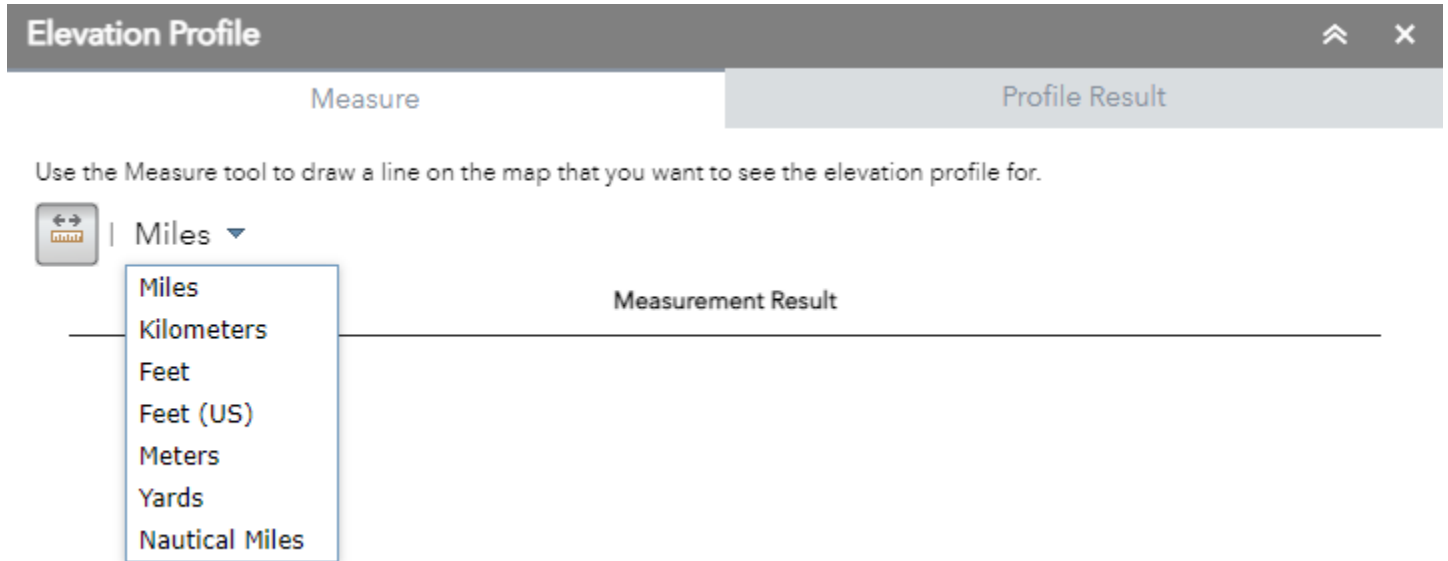 Elevation Profile
Measure
Profile Result
Use the Measure tool to draw a line on the map that you want to see the elevation profile for.
| Miles
Miles
Measurement Result
Kilometers
Feet
Feet (US)
Meters
Yards
Nautical Miles